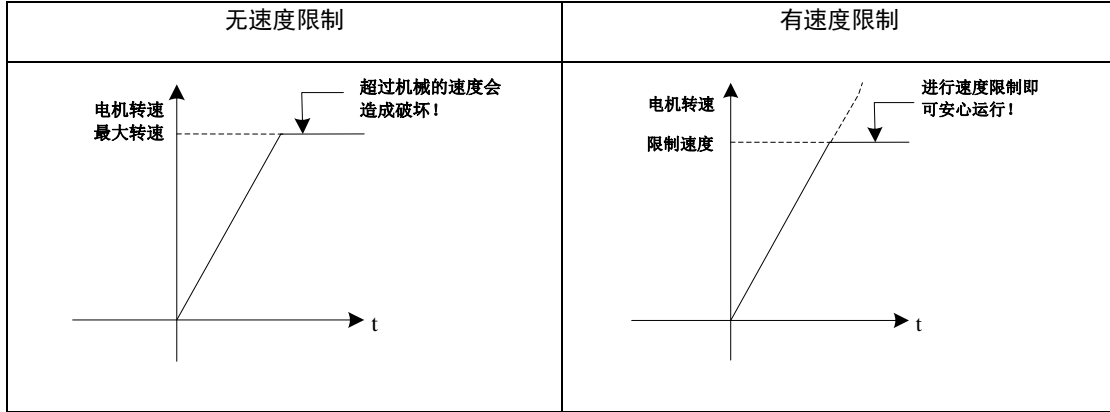 无速度限制
有速度限制
超过机械的速度会
造成破坏！
电机转速
最大转速
t
进行速度限制即
可安心运行！
电机转速
限制速度
t